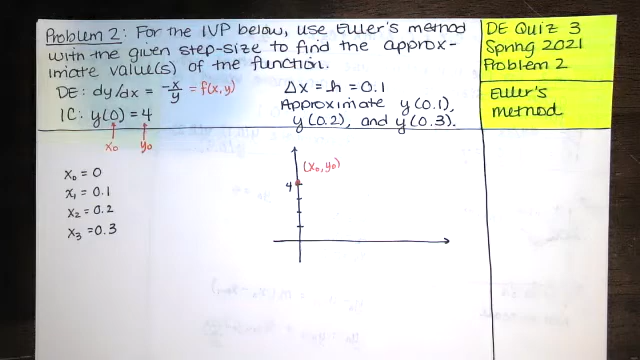 Problem 2: For the IVP below, use Euler's method
with the given step-size to find the approx-
imate value(s) of the function.
DE: dy/dx = -x/y = f(x,y)
IC: y(0) = 4
x₀ y₀
Δx = h = 0.1
Approximate y(0.1),
y(0.2), and y(0.3).
DE Quiz 3
Spring 2021
Problem 2
Euler's
method
x₀ = 0
x₁ = 0.1
x₂ = 0.2
x₃ = 0.3
(x₀, y₀)
4